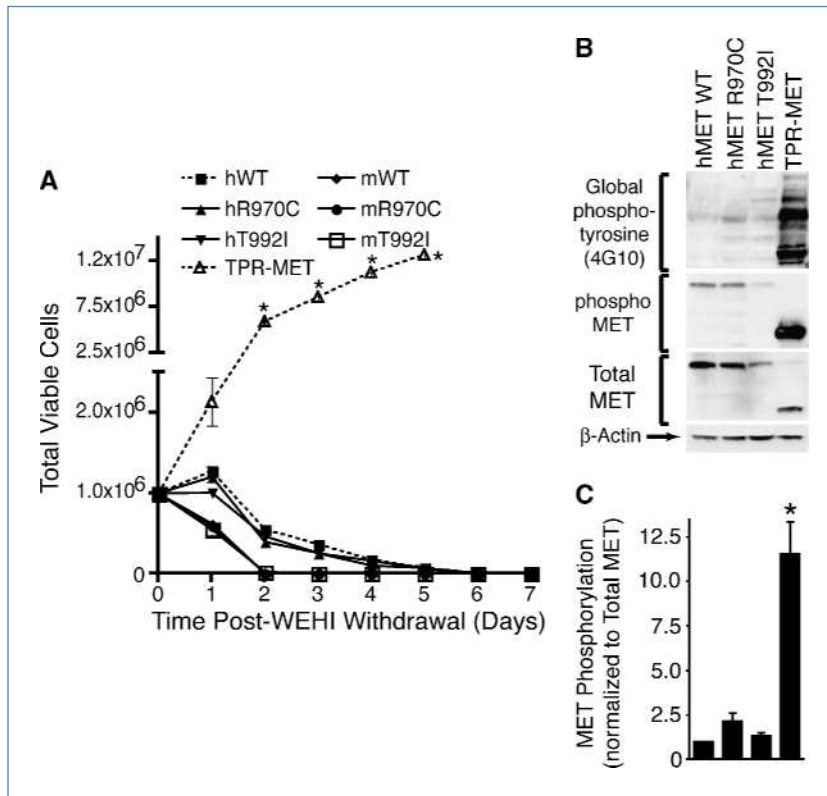 A
hWT
mWT
hR970C
mR970C
hT992I
mT992I
TPR-MET
1.2x10⁷
7.5x10⁶
2.5x10⁶
2.0x10⁶
1.0x10⁶
0
* * * *
Total Viable Cells
0 1 2 3 4 5 6 7
Time Post-WEHI Withdrawal (Days)
B
hMET WT
hMET R970C
hMET T992I
TPR-MET
Global
phospho-
tyrosine
(4G10)
phospho
MET
Total
MET
β-Actin
C
MET Phosphorylation
(normalized to Total MET)
12.5
10.0
7.5
5.0
2.5
0
*